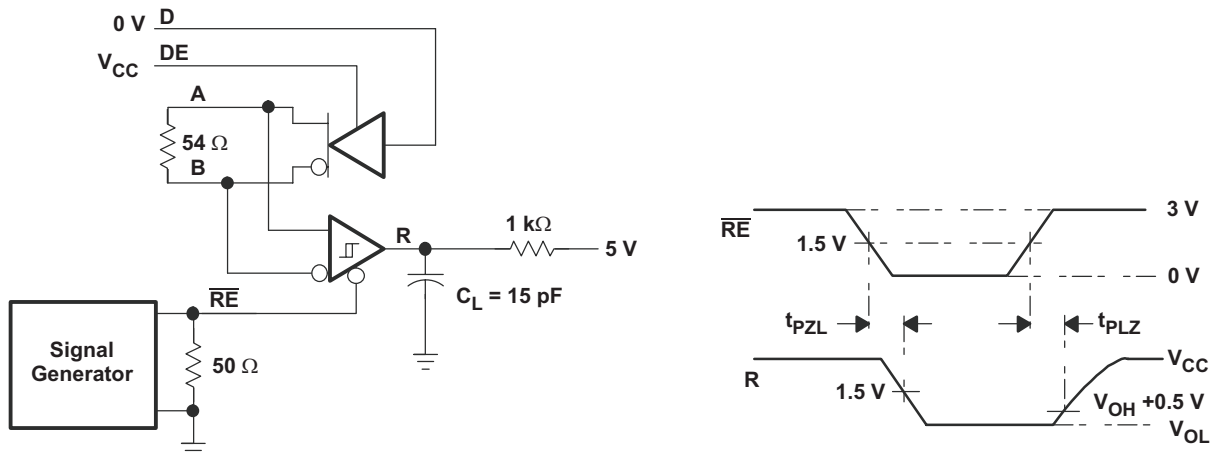 0 V D
V_CC DE
A
54 Ω
B
R
1 kΩ
5 V
C_L = 15 pF
RE
Signal
Generator
50 Ω
RE
3 V
1.5 V
0 V
t_PZL
t_PLZ
R
V_CC
1.5 V
V_OH +0.5 V
V_OL